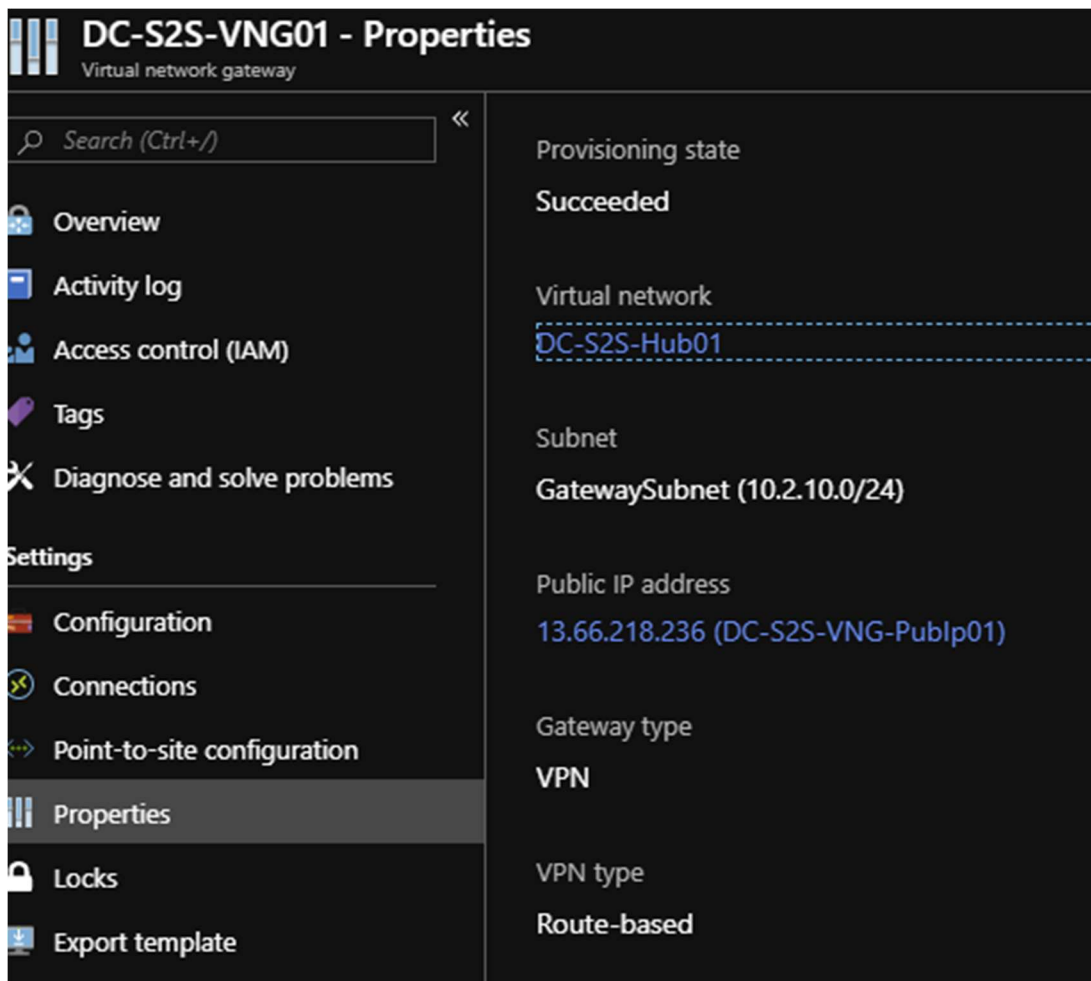 DC-S2S-VNG01 - Properties
Virtual network gateway
Search (Ctrl+/)
«
Overview
Activity log
Access control (IAM)
Tags
Diagnose and solve problems
Settings
Configuration
Connections
Point-to-site configuration
Properties
Locks
Export template
Provisioning state
Succeeded
Virtual network
DC-S2S-Hub01
Subnet
GatewaySubnet (10.2.10.0/24)
Public IP address
13.66.218.236 (DC-S2S-VNG-PubIp01)
Gateway type
VPN
VPN type
Route-based